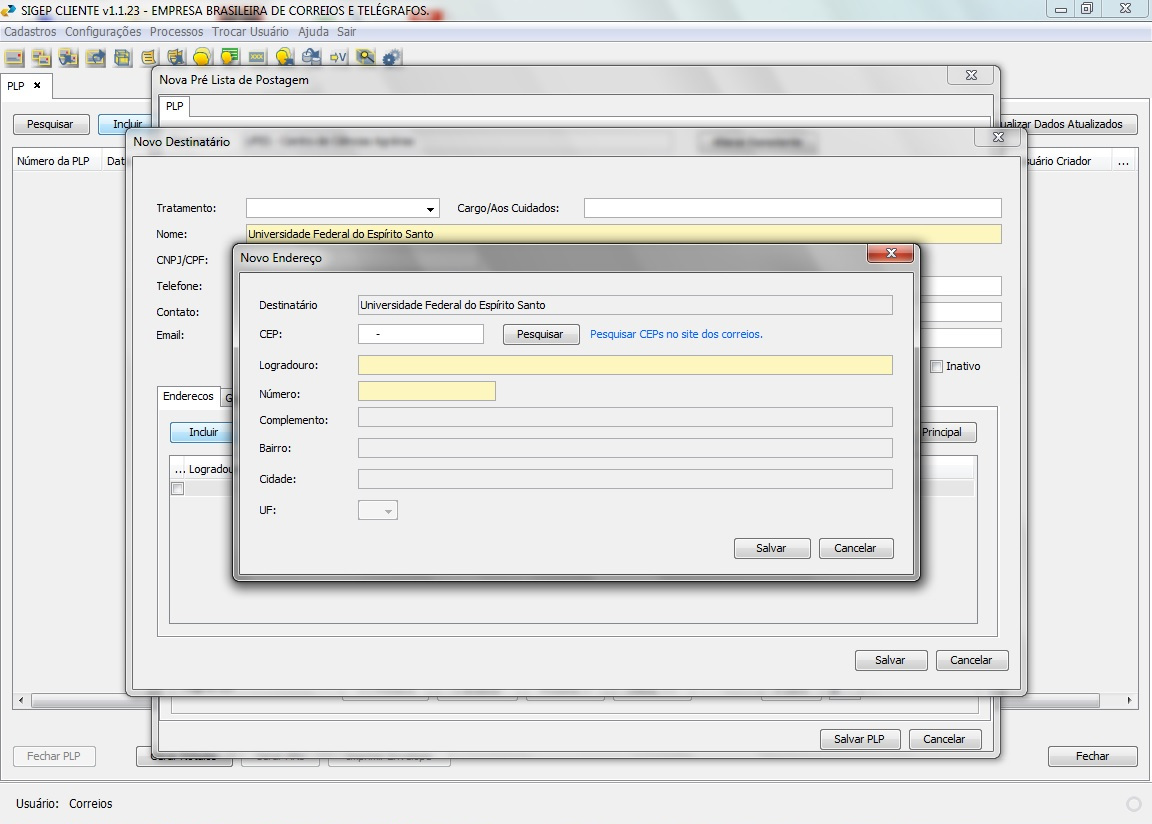 SIGEP CLIENTE v1.1.23 - EMPRESA BRASILEIRA DE CORREIOS E TELÉGRAFOS.
Cadastros Configurações Processos Trocar Usuário Ajuda Sair
PLP
Nova Pré Lista de Postagem
PLP
Pesquisar Incluir
Atualizar Dados Atualizados
Novo Destinatário
Número da PLP Dat
Usuário Criador ...
Tratamento: Cargo/Aos Cuidados:
Nome: Universidade Federal do Espírito Santo
CNPJ/CPF:
Telefone:
Contato:
Email:
Inativo
Enderecos G
Incluir Principal
... Logradou
Novo Endereço
Destinatário Universidade Federal do Espírito Santo
CEP: - Pesquisar Pesquisar CEPs no site dos correios.
Logradouro:
Número:
Complemento:
Bairro:
Cidade:
UF:
Salvar Cancelar
Salvar Cancelar
Salvar PLP Cancelar
Fechar PLP Fechar
Usuário: Correios